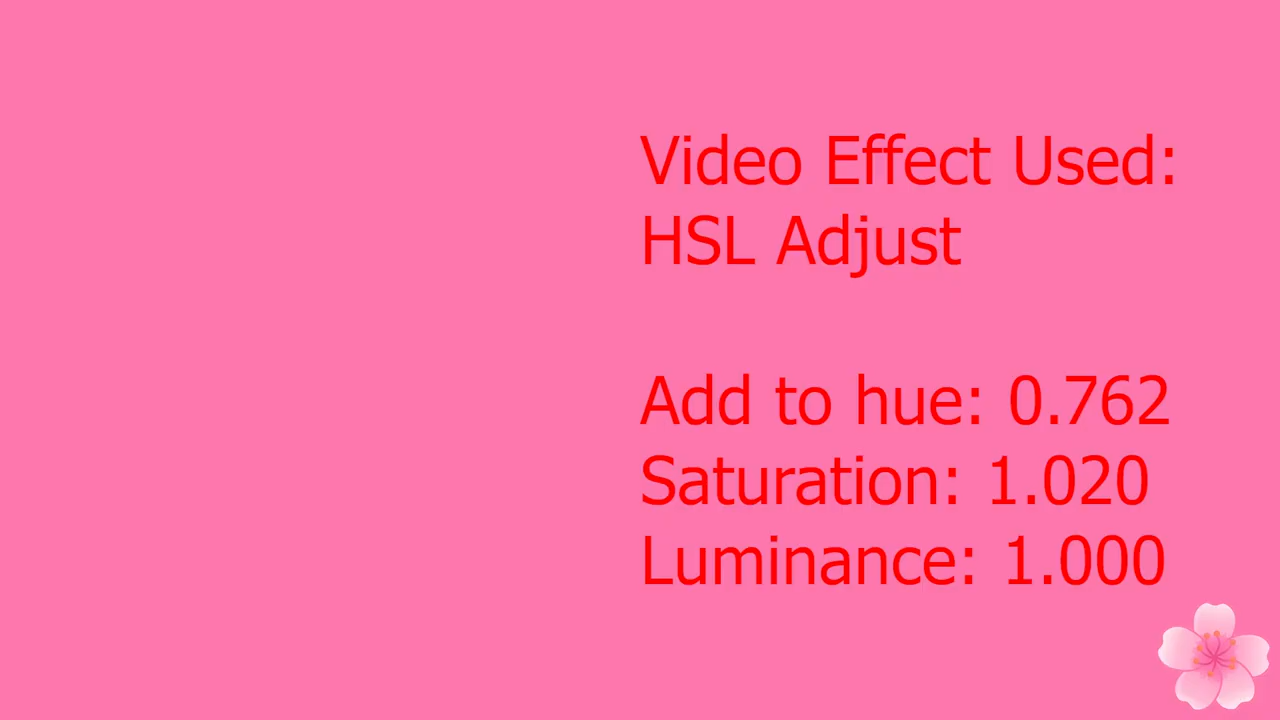 Video Effect Used:
HSL Adjust
Add to hue: 0.762
Saturation: 1.020
Luminance: 1.000